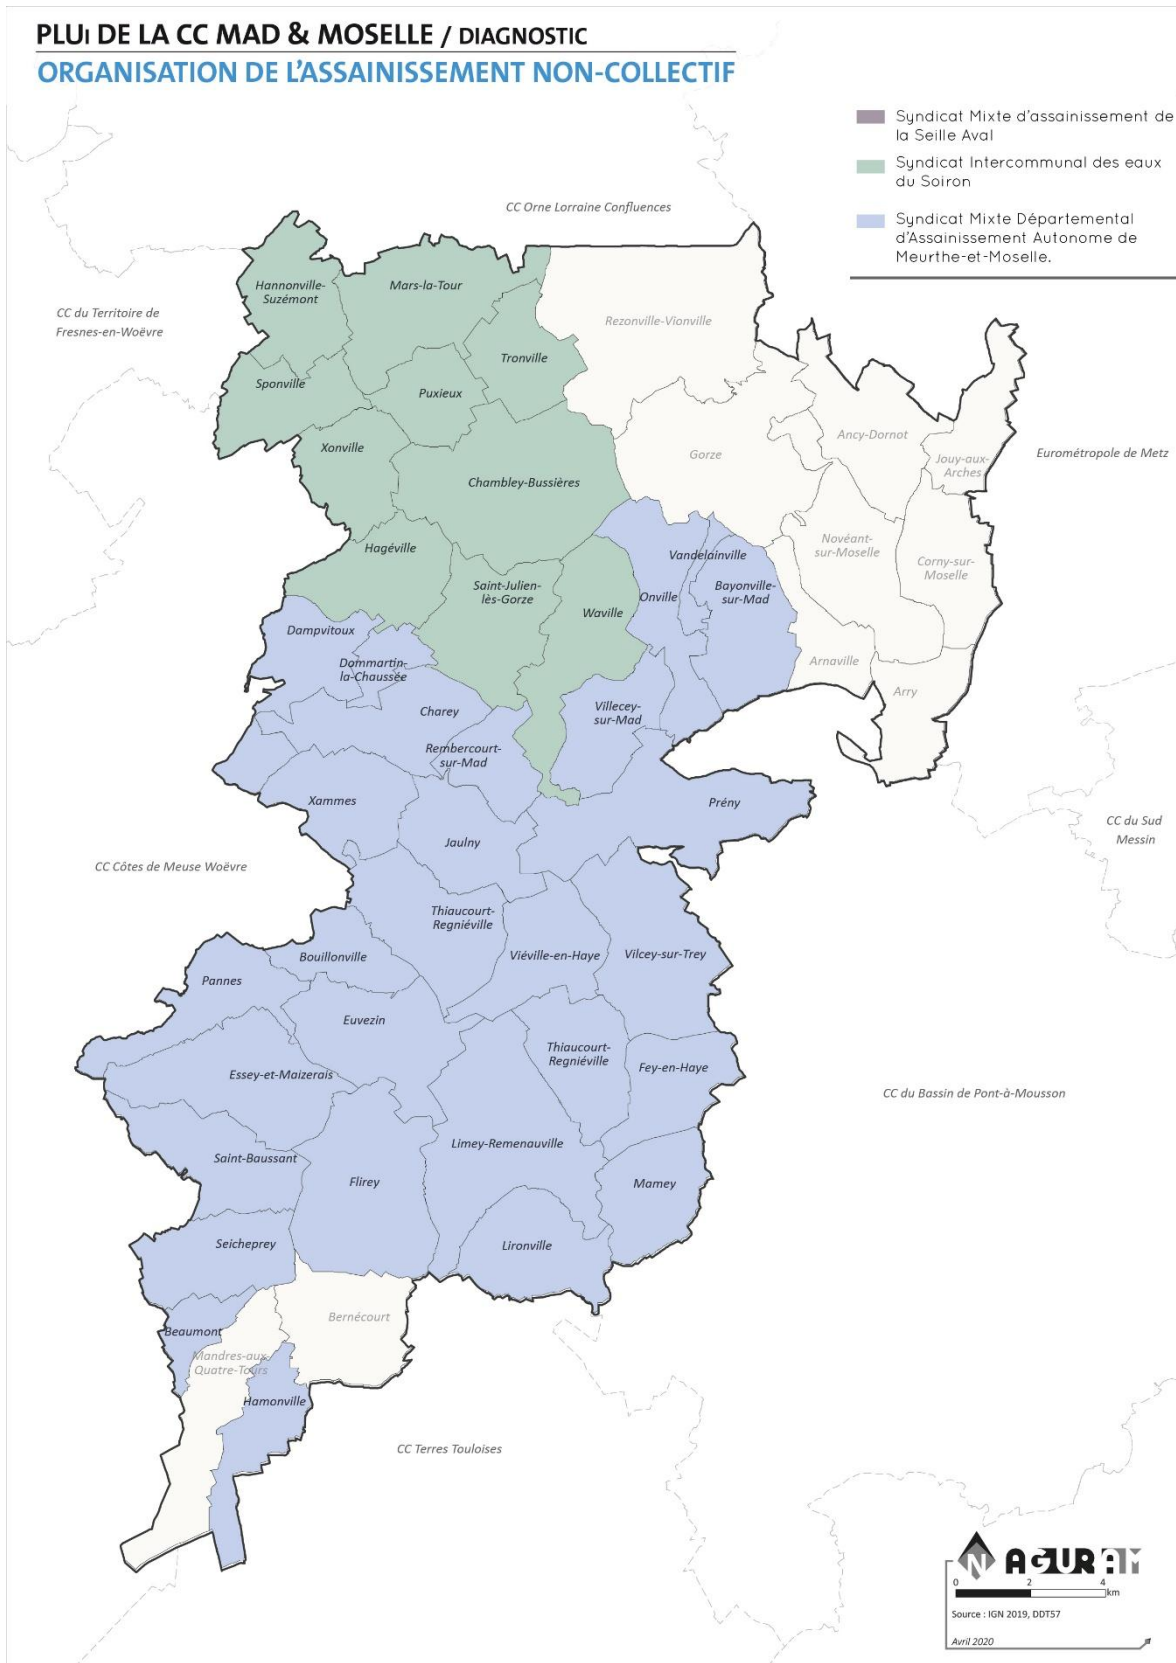 PLUi DE LA CC MAD & MOSELLE / DIAGNOSTIC
ORGANISATION DE L'ASSAINISSEMENT NON-COLLECTIF
Syndicat Mixte d'assainissement de
la Seille Aval
Syndicat Intercommunal des eaux
du Soiron
Syndicat Mixte Départemental
d'Assainissement Autonome de
Meurthe-et-Moselle.
CC Orne Lorraine Confluences
CC du Territoire de
Fresnes-en-Woëvre
Hannonville-
Suzémont
Mars-la-Tour
Rezonville-Vionville
Tronville
Sponville
Puxieux
Xonville
Ancy-Dornot
Gorze
Jouy-aux-
Arches
Eurométropole de Metz
Chambley-Bussières
Hagéville
Novéant-
sur-Moselle
Vandelainville
Corny-sur-
Moselle
Saint-Julien-
lès-Gorze
Bayonville-
sur-Mad
Onville
Waville
Dampvitoux
Dommartin-
la-Chaussée
Arnaville
Arry
Charey
Villecey-
sur-Mad
Rembercourt-
sur-Mad
Xammes
Prény
CC du Sud
Messin
Jaulny
CC Côtes de Meuse Woëvre
Thiaucourt-
Regniéville
Bouillonville
Viéville-en-Haye
Vilcey-sur-Trey
Pannes
Euvezin
Thiaucourt-
Regniéville
Fey-en-Haye
Essey-et-Maizerais
CC du Bassin de Pont-à-Mousson
Limey-Remenauville
Saint-Baussant
Flirey
Mamey
Seicheprey
Lironville
Bernécourt
Beaumont
Mandres-aux-
Quatre-Tours
Hamonville
CC Terres Touloises
N
AGURAM
0 2 4
km
Source : IGN 2019, DDT57
Avril 2020